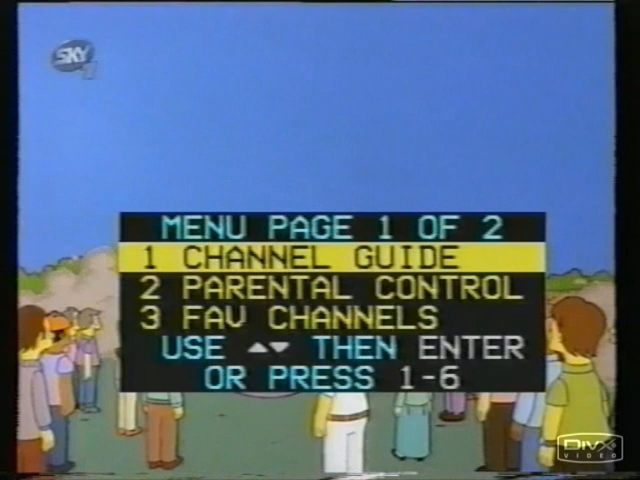 SKY
1
MENU PAGE 1 OF 2
1 CHANNEL GUIDE
2 PARENTAL CONTROL
3 FAV CHANNELS
USE ▲▼ THEN ENTER
OR PRESS 1-6
DIVX
VIDEO